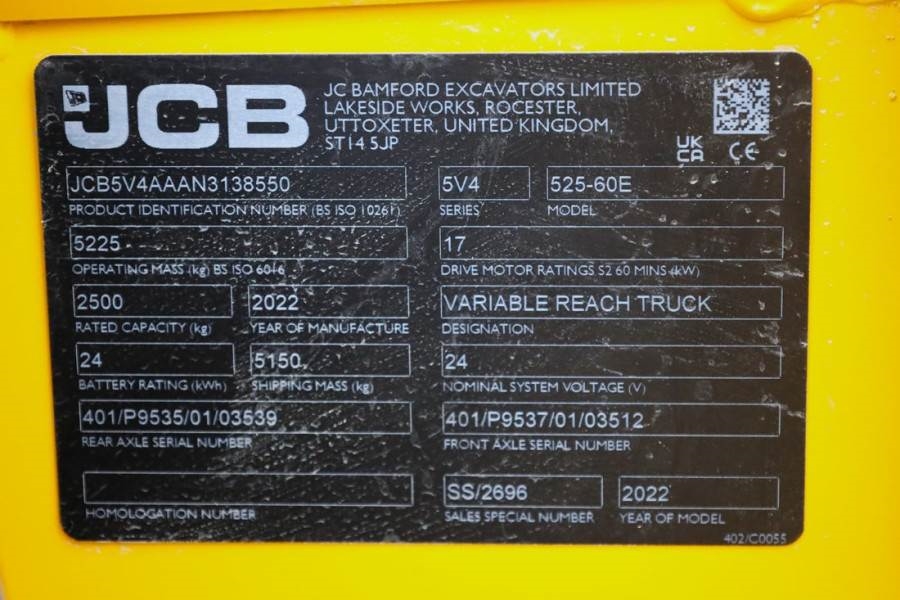 JCB
JC BAMFORD EXCAVATORS LIMITED
LAKESIDE WORKS, ROCESTER,
UTTOXETER, UNITED KINGDOM,
ST14 5JP
UK
CA CE
JCB5V4AAAN3138550 5V4 525-60E
PRODUCT IDENTIFICATION NUMBER (BS ISO 10261) SERIES MODEL
5225 17
OPERATING MASS (kg) BS ISO 6016 DRIVE MOTOR RATINGS S2 60 MINS (kW)
2500 2022 VARIABLE REACH TRUCK
RATED CAPACITY (kg) YEAR OF MANUFACTURE DESIGNATION
24 5150 24
BATTERY RATING (kWh) SHIPPING MASS (kg) NOMINAL SYSTEM VOLTAGE (V)
401/P9535/01/03539 401/P9537/01/03512
REAR AXLE SERIAL NUMBER FRONT AXLE SERIAL NUMBER
SS/2696 2022
HOMOLOGATION NUMBER SALES SPECIAL NUMBER YEAR OF MODEL
402/C0055